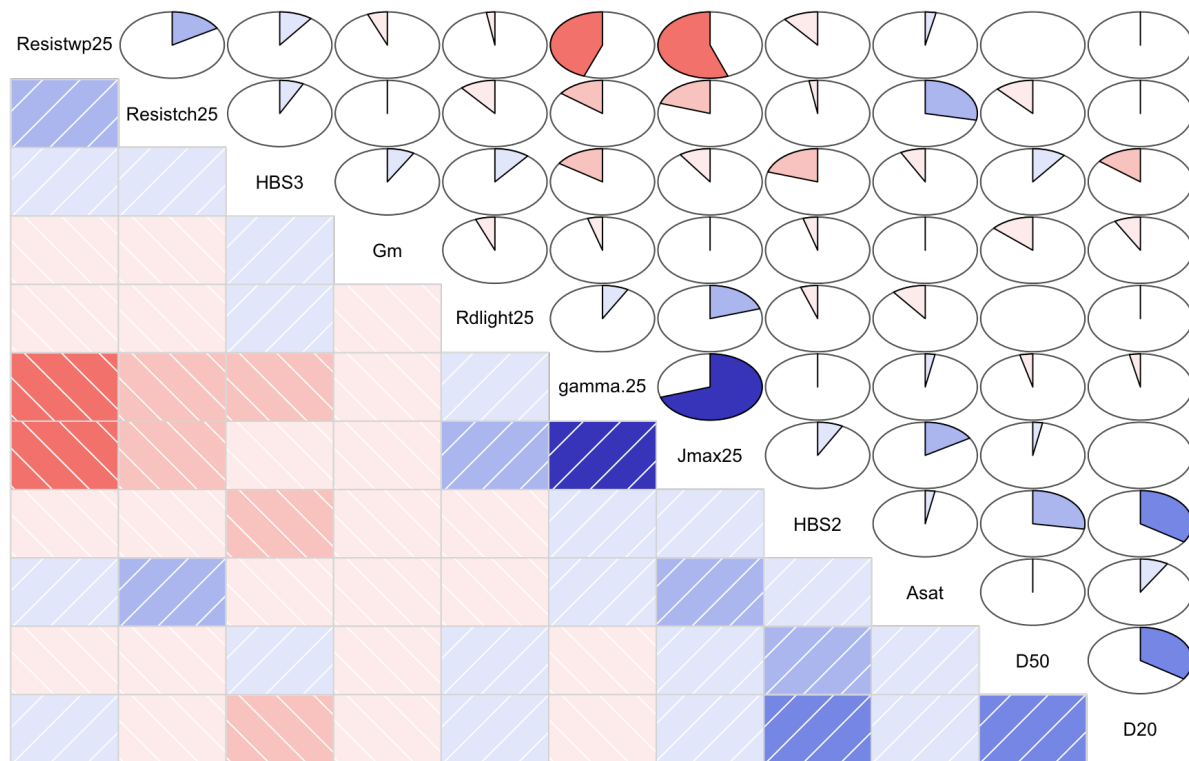 Resistwp25
Resistch25
HBS3
Gm
Rdlight25
gamma.25
Jmax25
HBS2
Asat
D50
D20